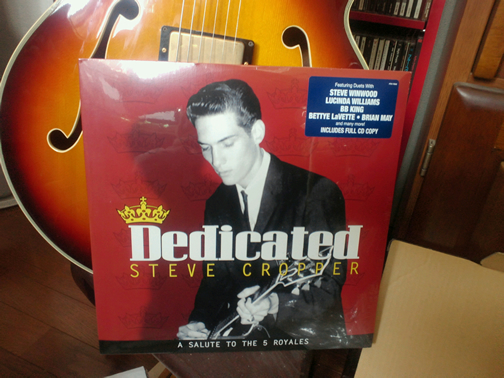 Featuring Duets With
STEVE WINWOOD
LUCINDA WILLIAMS
BB KING
BETTYE LaVETTE • BRIAN MAY
and many more!
INCLUDES FULL CD COPY
Dedicated
STEVE CROPPER
A SALUTE TO THE 5 ROYALES